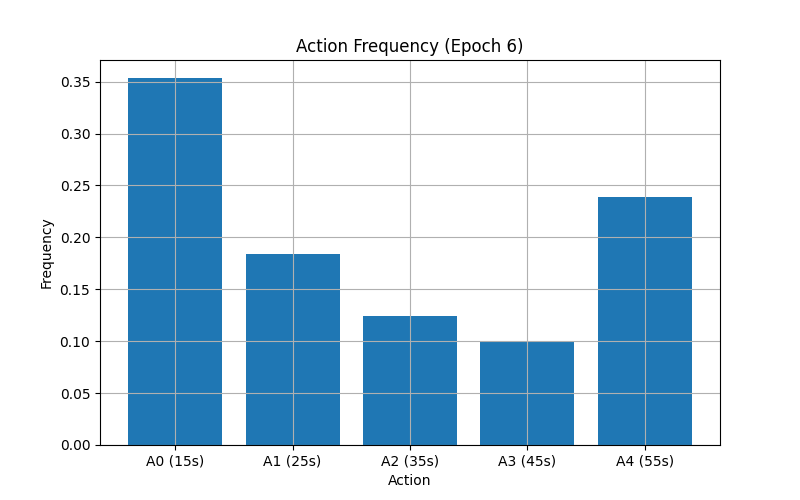 Action Frequency (Epoch 6)
0.35
0.30
0.25
0.20
0.15
0.10
0.05
0.00
Frequency
A0 (15s) A1 (25s) A2 (35s) A3 (45s) A4 (55s)
Action